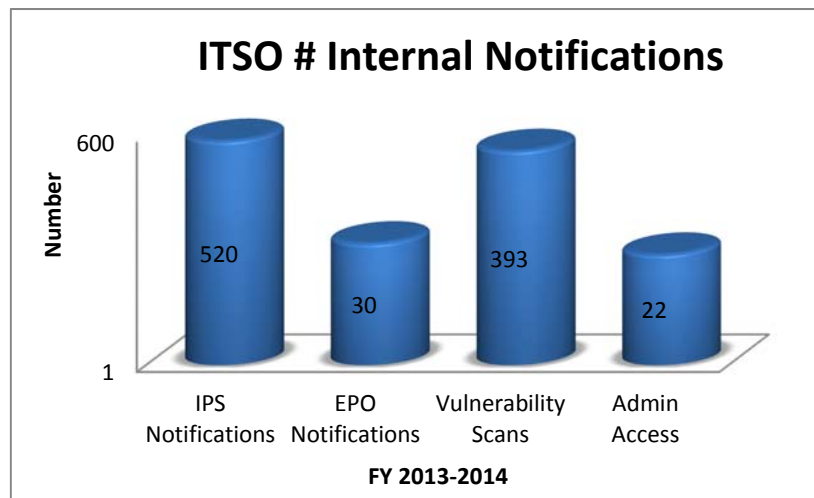 ITSO # Internal Notifications
600
1
Number
520
30
393
22
IPS
Notifications
EPO
Notifications
Vulnerability
Scans
Admin
Access
FY 2013-2014